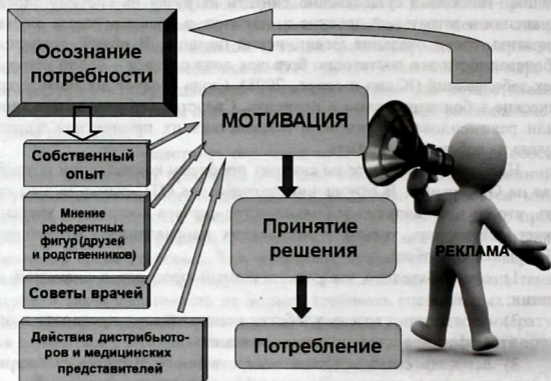 Осознание
потребности
Собственный
опыт
Мнение
референтных
фигур (друзей
и родственников)
Советы врачей
Действия дистрибьюто-
ров и медицинских
представителей
МОТИВАЦИЯ
Принятие
решения
Потребление
РЕКЛАМА